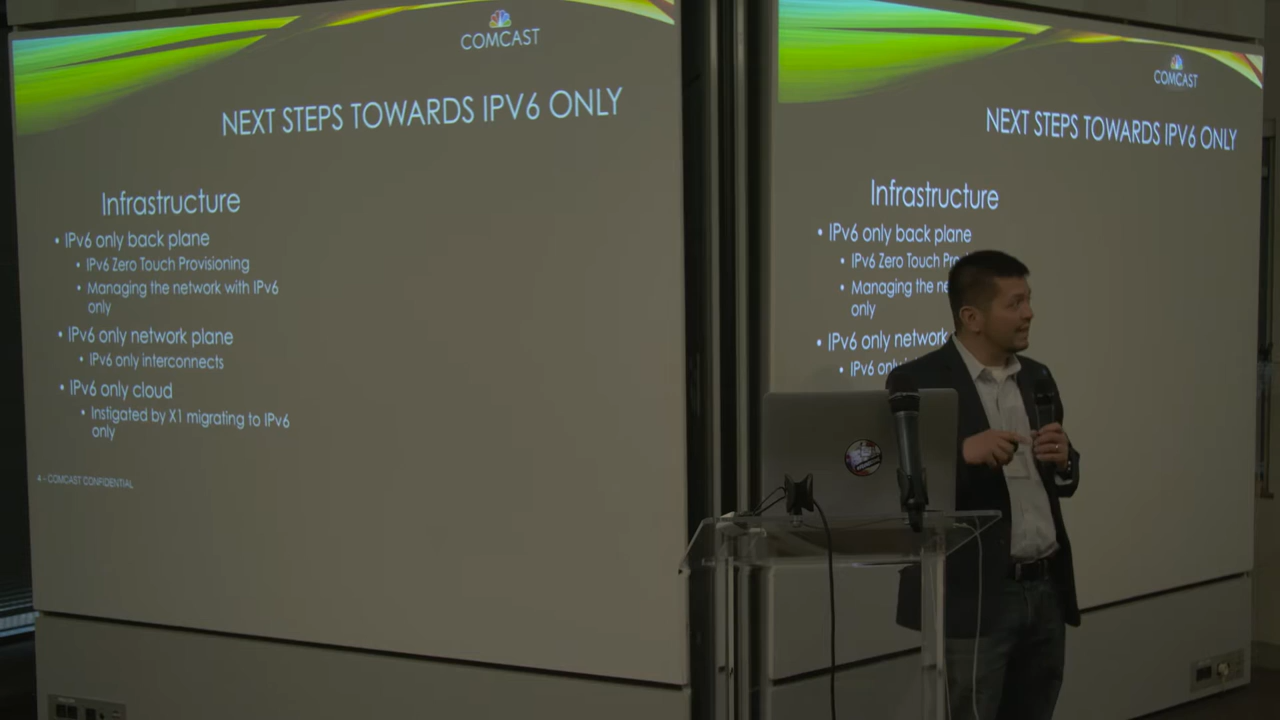 COMCAST
NEXT STEPS TOWARDS IPV6 ONLY
Infrastructure
• IPv6 only back plane
• IPv6 Zero Touch Provisioning
• Managing the network with IPv6
only
• IPv6 only network plane
• IPv6 only interconnects
• IPv6 only cloud
• Instigated by X1 migrating to IPv6
only
4 - COMCAST CONFIDENTIAL
COMCAST
NEXT STEPS TOWARDS IPV6 ONLY
Infrastructure
• IPv6 only back plane
• IPv6 Zero Touch
• Managing the
only
• IPv6 only network
• IPv6 only